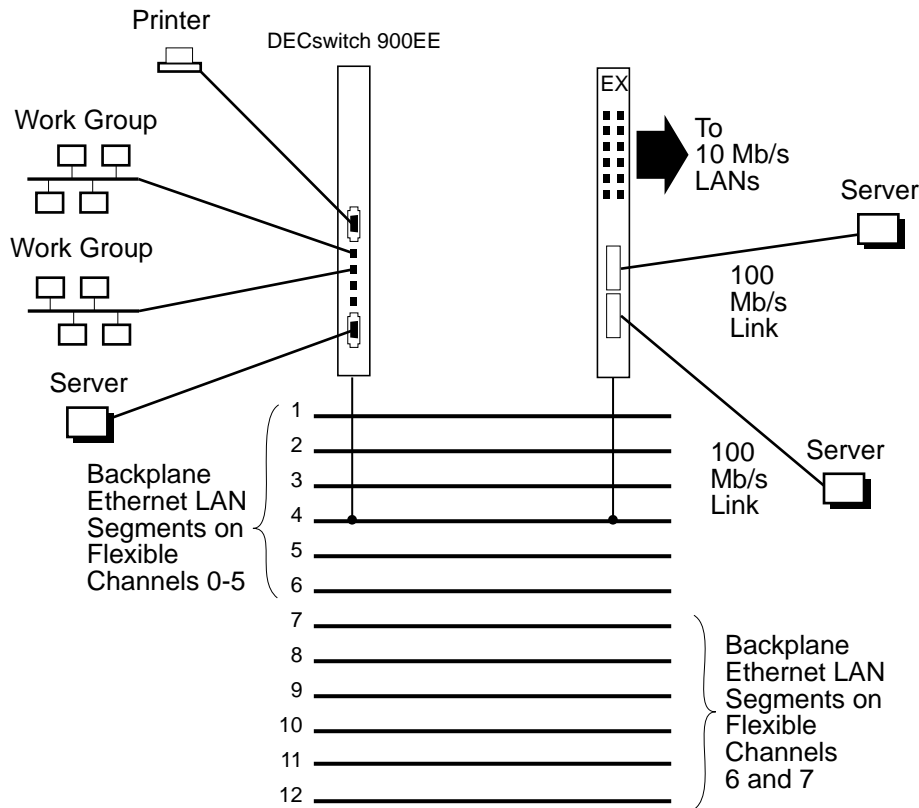 Printer
DECswitch 900EE
EX
Work Group
To
10 Mb/s
LANs
Server
Work Group
100
Mb/s
Link
Server
1
2
3
4
5
6
7
8
9
10
11
12
Backplane
Ethernet LAN
Segments on
Flexible
Channels 0-5
100
Mb/s
Link
Server
Backplane
Ethernet LAN
Segments on
Flexible
Channels
6 and 7